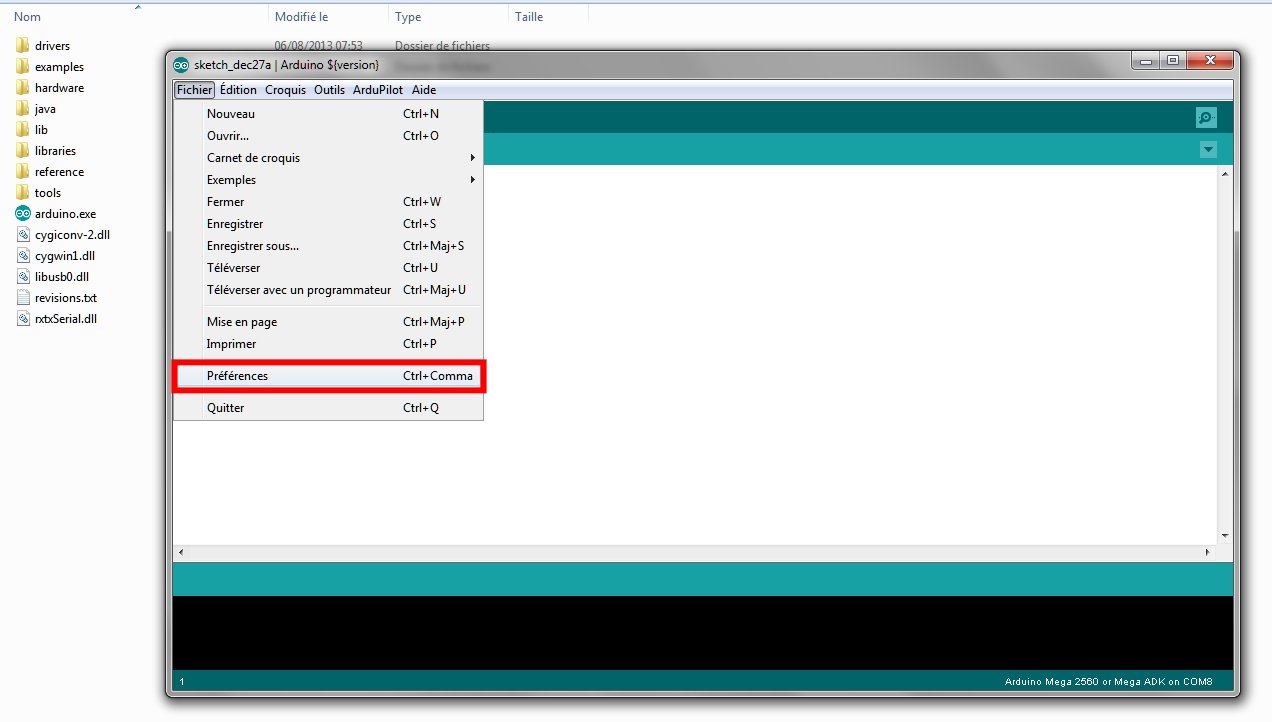 Nom Modifié le Type Taille
drivers 06/08/2013 07:53 Dossier de fichiers
examples
hardware
java
lib
libraries
reference
tools
arduino.exe
cygiconv-2.dll
cygwin1.dll
libusb0.dll
revisions.txt
rxtxSerial.dll
sketch_dec27a | Arduino ${version}
Fichier Édition Croquis Outils ArduPilot Aide
Nouveau Ctrl+N
Ouvrir... Ctrl+O
Carnet de croquis
Exemples
Fermer Ctrl+W
Enregistrer Ctrl+S
Enregistrer sous... Ctrl+Maj+S
Téléverser Ctrl+U
Téléverser avec un programmateur Ctrl+Maj+U
Mise en page Ctrl+Maj+P
Imprimer Ctrl+P
Préférences Ctrl+Comma
Quitter Ctrl+Q
1 Arduino Mega 2560 or Mega ADK on COM8